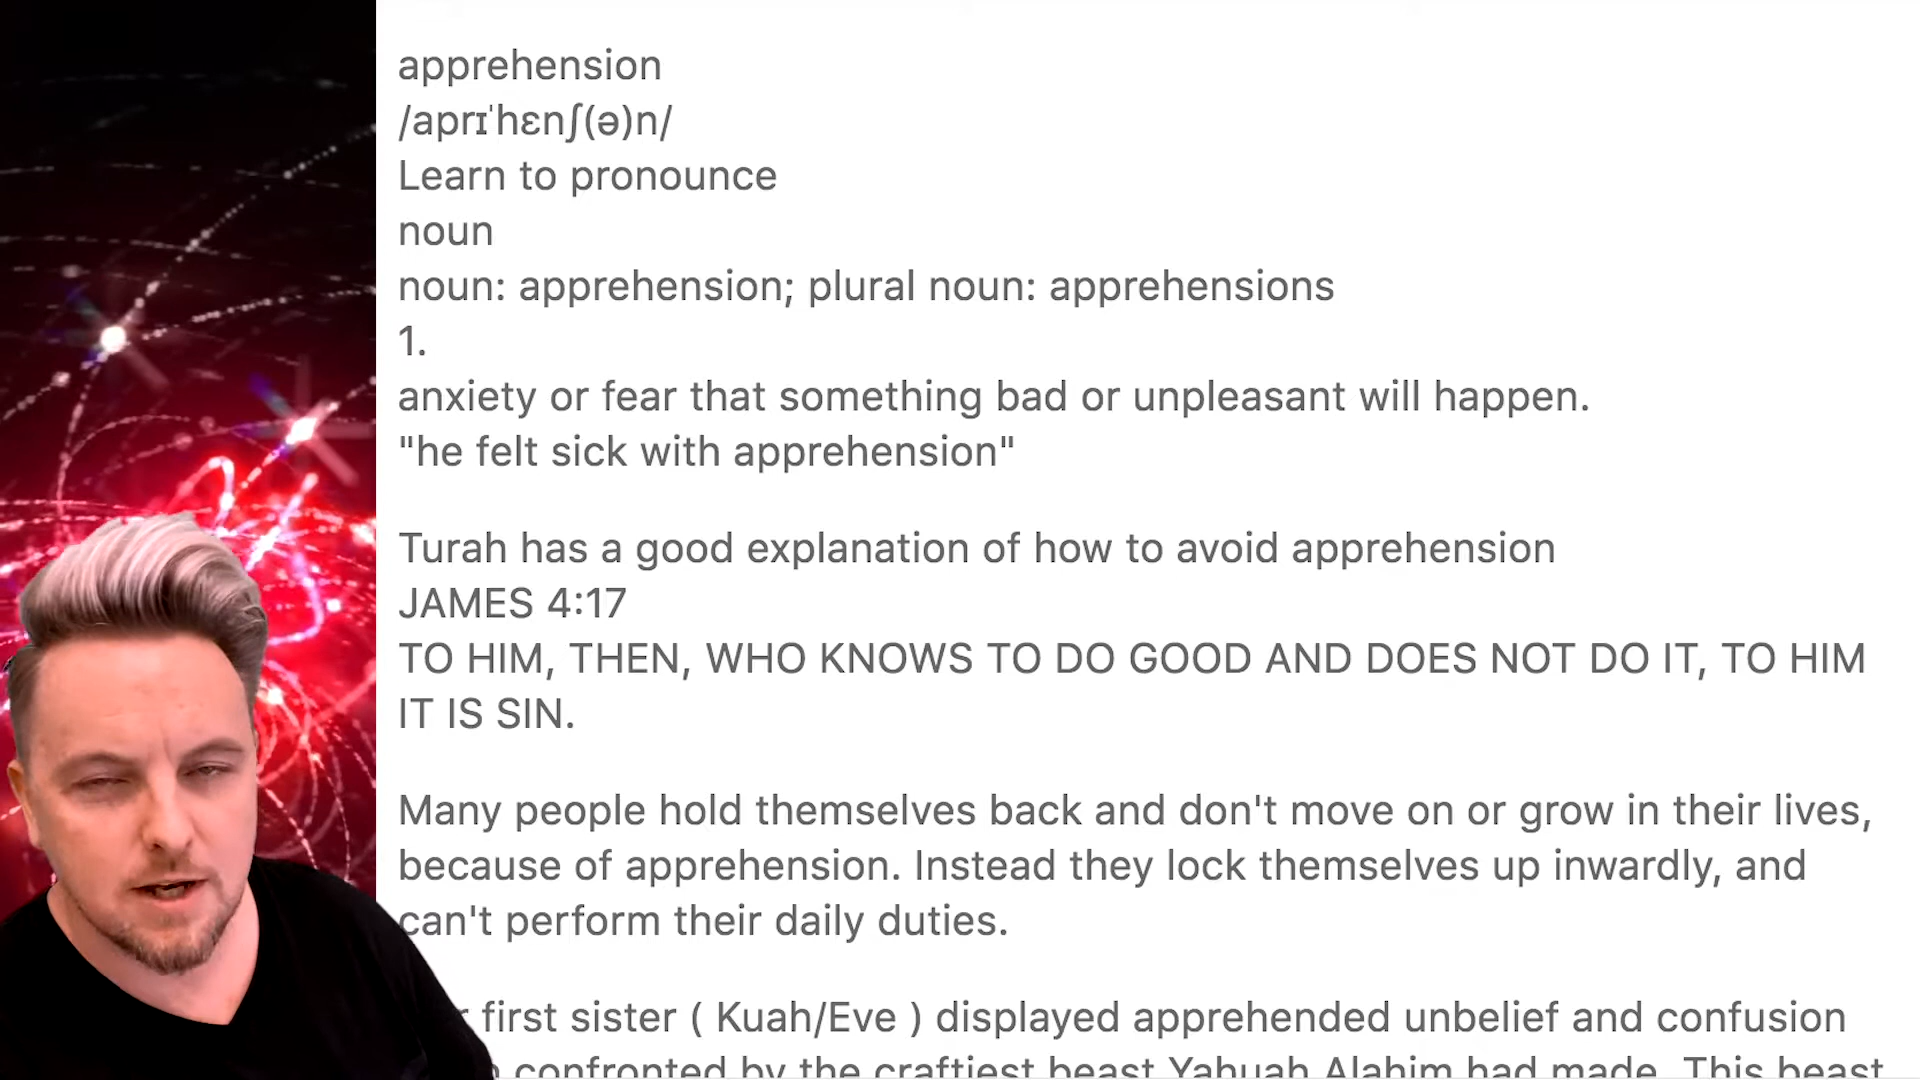 apprehension
/aprɪˈhɛnʃ(ə)n/
Learn to pronounce
noun
noun: apprehension; plural noun: apprehensions
1.
anxiety or fear that something bad or unpleasant will happen.
"he felt sick with apprehension"
Turah has a good explanation of how to avoid apprehension
JAMES 4:17
TO HIM, THEN, WHO KNOWS TO DO GOOD AND DOES NOT DO IT, TO HIM
IT IS SIN.
Many people hold themselves back and don't move on or grow in their lives,
because of apprehension. Instead they lock themselves up inwardly, and
can't perform their daily duties.
first sister ( Kuah/Eve ) displayed apprehended unbelief and confusion
confronted by the craftiest beast Yahuah Alahim had made. This beast